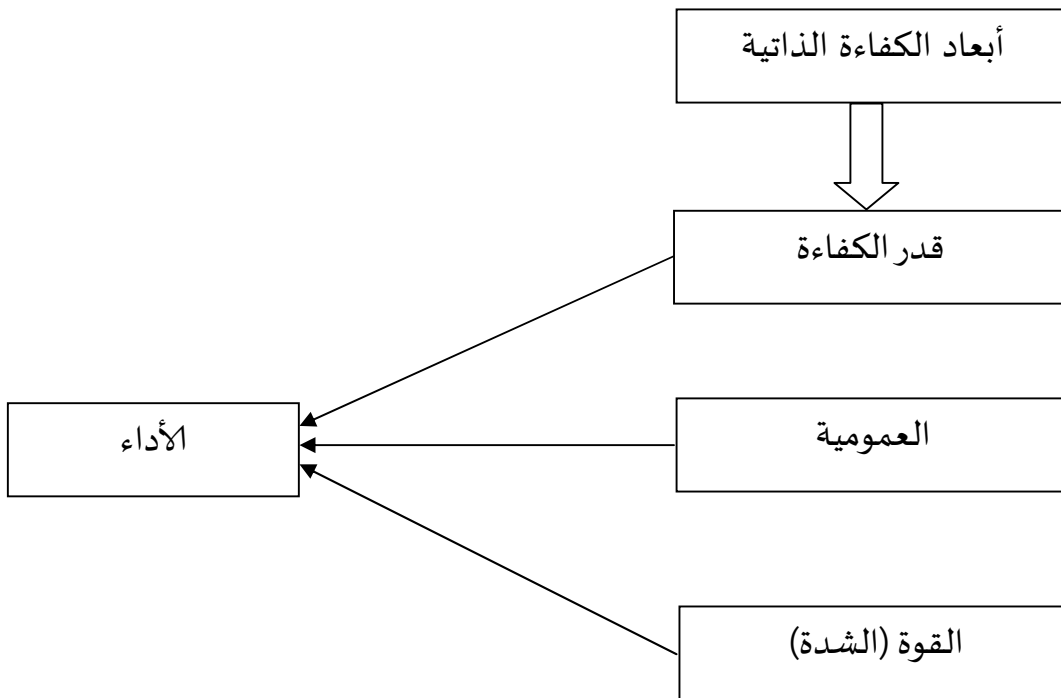 أبعاد الكفاءة الذاتية
قدر الكفاءة
العمومية
الأداء
القوة (الشدة)